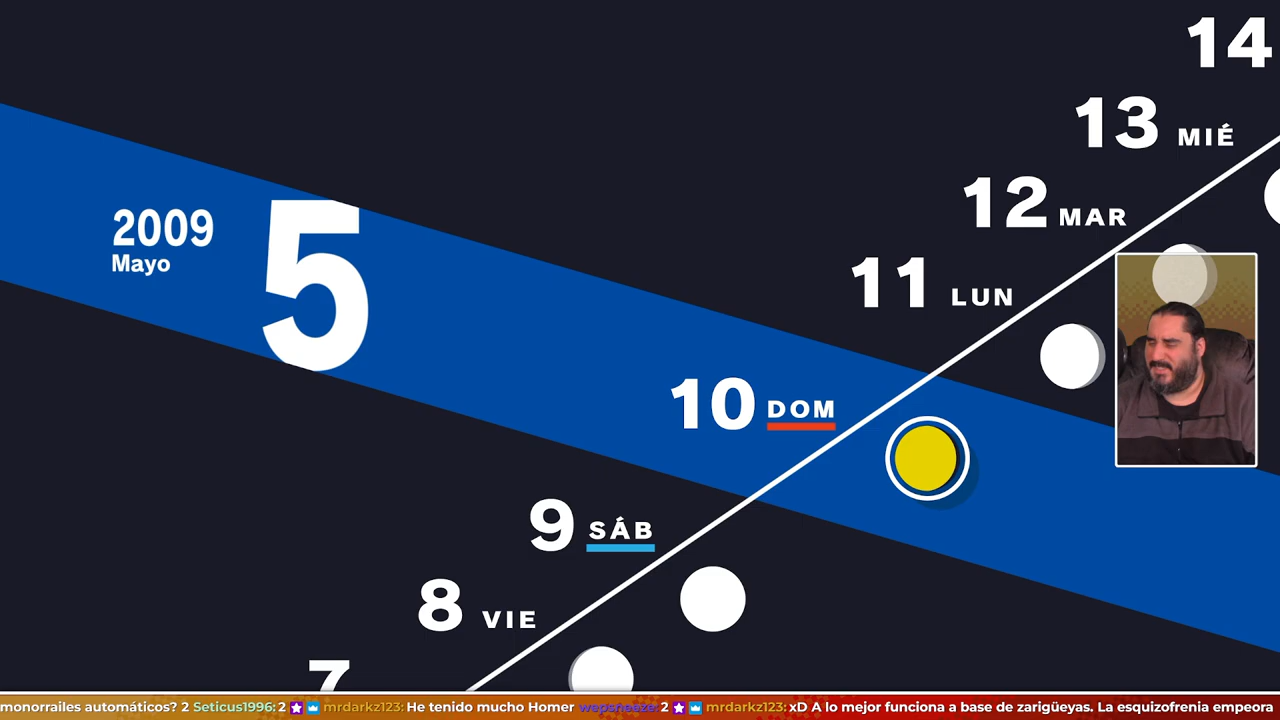 14
13 MIÉ
12 MAR
2009
Mayo
5
11 LUN
10 DOM
9 SÁB
8 VIE
7
monorrailes automáticos? 2 Seticus1996: 2 mrdarkz123: He tenido mucho Homer wepsheeze: 2 mrdarkz123: xD A lo mejor funciona a base de zarigüeyas. La esquizofrenia empeora